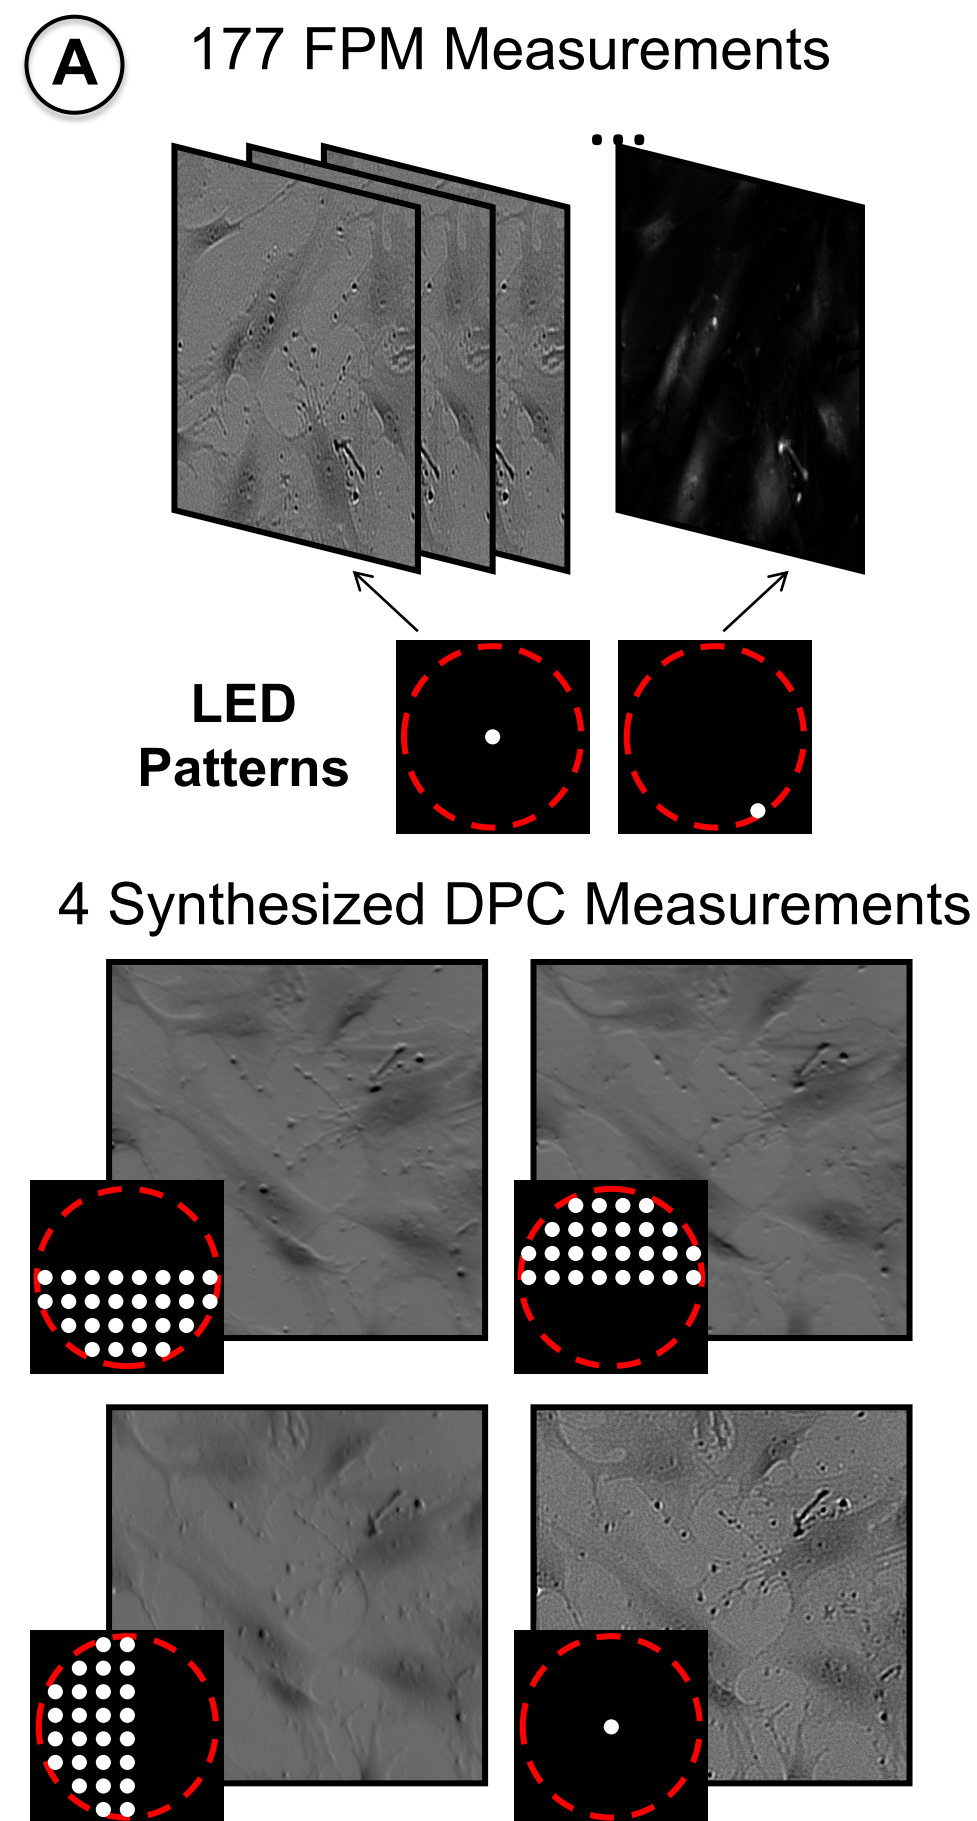 A
177 FPM Measurements
...
LED
Patterns
4 Synthesized DPC Measurements